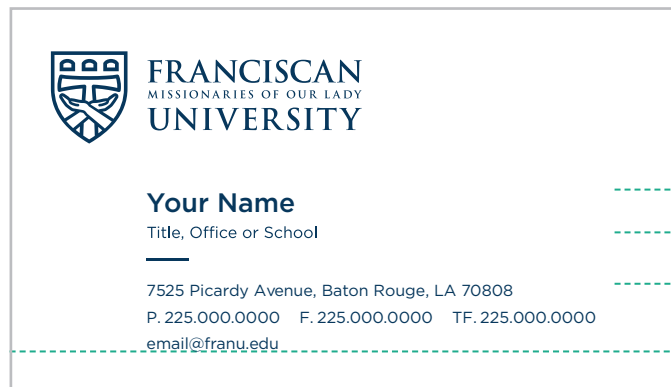 FRANCISCAN
MISSIONARIES OF OUR LADY
UNIVERSITY
Your Name
Title, Office or School
7525 Picardy Avenue, Baton Rouge, LA 70808
P. 225.000.0000 F. 225.000.0000 TF. 225.000.0000
email@franu.edu